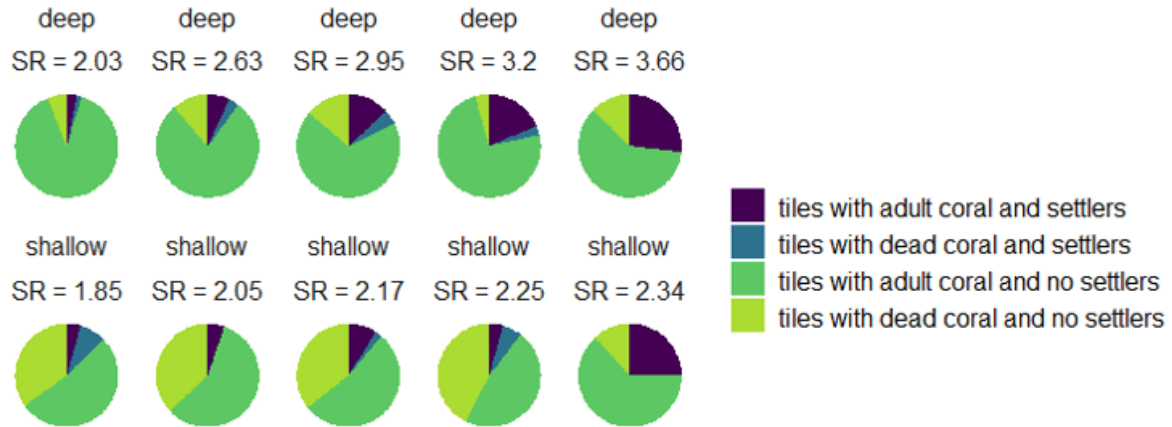 deep deep deep deep deep
SR = 2.03 SR = 2.63 SR = 2.95 SR = 3.2 SR = 3.66
shallow shallow shallow shallow shallow
SR = 1.85 SR = 2.05 SR = 2.17 SR = 2.25 SR = 2.34
tiles with adult coral and settlers
tiles with dead coral and settlers
tiles with adult coral and no settlers
tiles with dead coral and no settlers